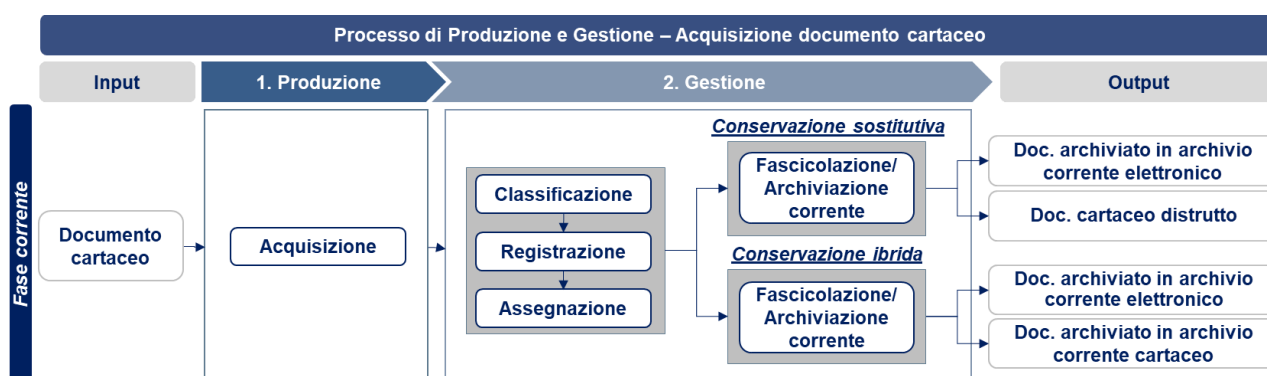 Processo di Produzione e Gestione – Acquisizione documento cartaceo
Input
1. Produzione
2. Gestione
Output
Fase corrente
Documento
cartaceo
Acquisizione
Classificazione
Registrazione
Assegnazione
Conservazione sostitutiva
Fascicolazione/
Archiviazione
corrente
Conservazione ibrida
Fascicolazione/
Archiviazione
corrente
Doc. archiviato in archivio
corrente elettronico
Doc. cartaceo distrutto
Doc. archiviato in archivio
corrente elettronico
Doc. archiviato in archivio
corrente cartaceo